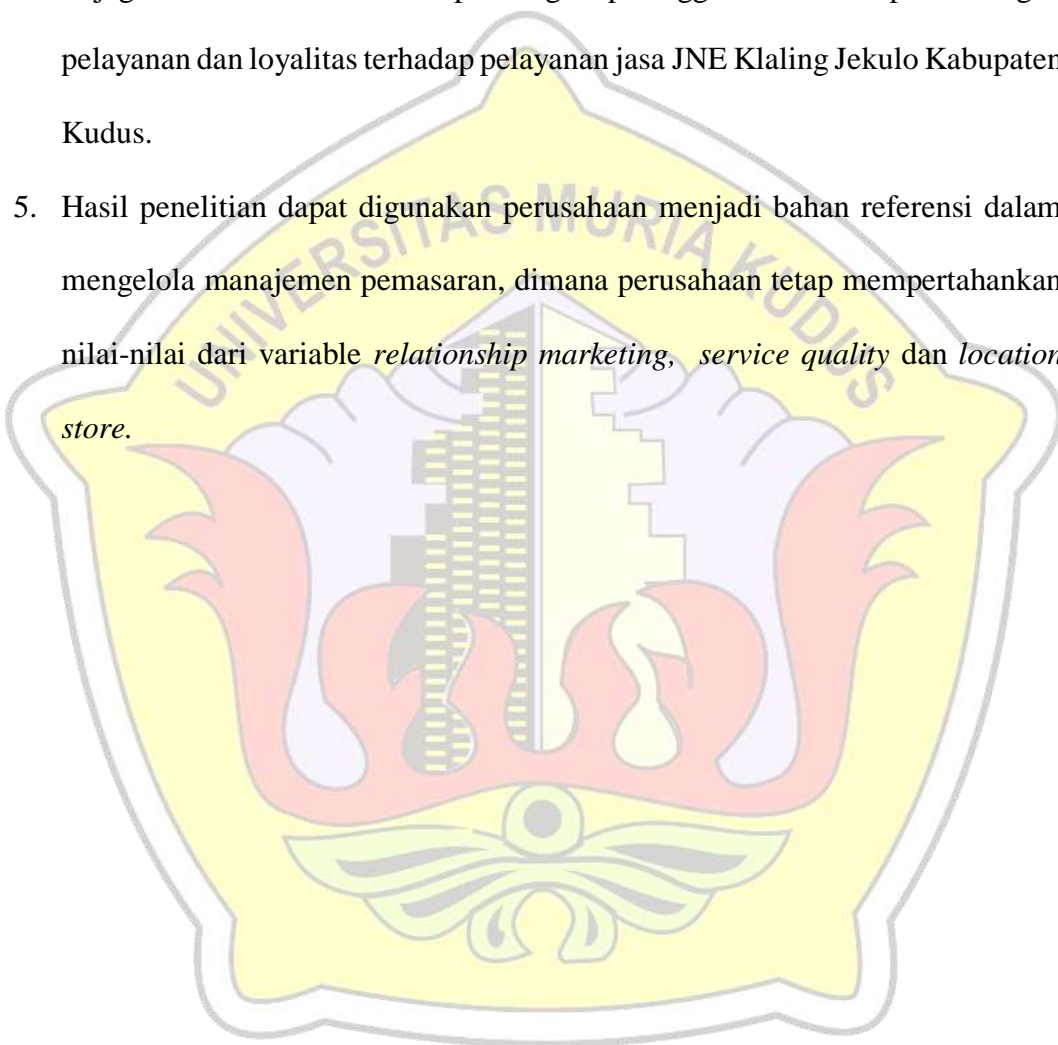 pelayanan dan loyalitas terhadap pelayanan jasa JNE Klaling Jekulo Kabupaten
Kudus.
5. Hasil penelitian dapat digunakan perusahaan menjadi bahan referensi dalam
mengelola manajemen pemasaran, dimana perusahaan tetap mempertahankan
nilai-nilai dari variable relationship marketing, service quality dan location
store.
UNIVERSITAS MURIA KUDUS